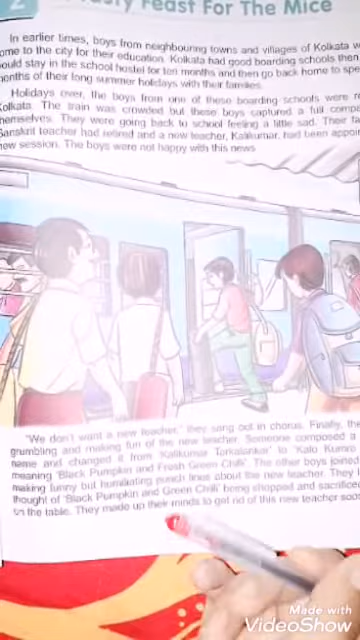 2
Feast For The Mice
In earlier times, boys from neighbouring towns and villages of Kolkata
to the city for their education. Kolkata had good boarding schools then
would stay in the school hostel for ten months and then go back home to
months of their long summer holidays with their families.
Holidays over, the boys from one of these boarding schools were
Kolkata. The train was crowded but these boys captured a full
themselves. They were going back to school feeling a little sad. Their
Sanskrit teacher had retired and a new teacher, Kalikumar, had been
new session. The boys were not happy with this news
"We don't want a new teacher," they sang out in chorus. Finally, the
grumbling and making fun of the new teacher. Someone composed a
name and changed it from 'Kalikumar Tarkalankar' to 'Kalo
meaning 'Black Pumpkin and Fresh Green Chilli'. The other boys joined
making funny but humiliating punch lines about the new teacher. They
thought of 'Black Pumpkin and Green Chilli' being chopped and sacrificed
on the table. They made up their minds to get rid of this new teacher soon
Made with
VideoShow